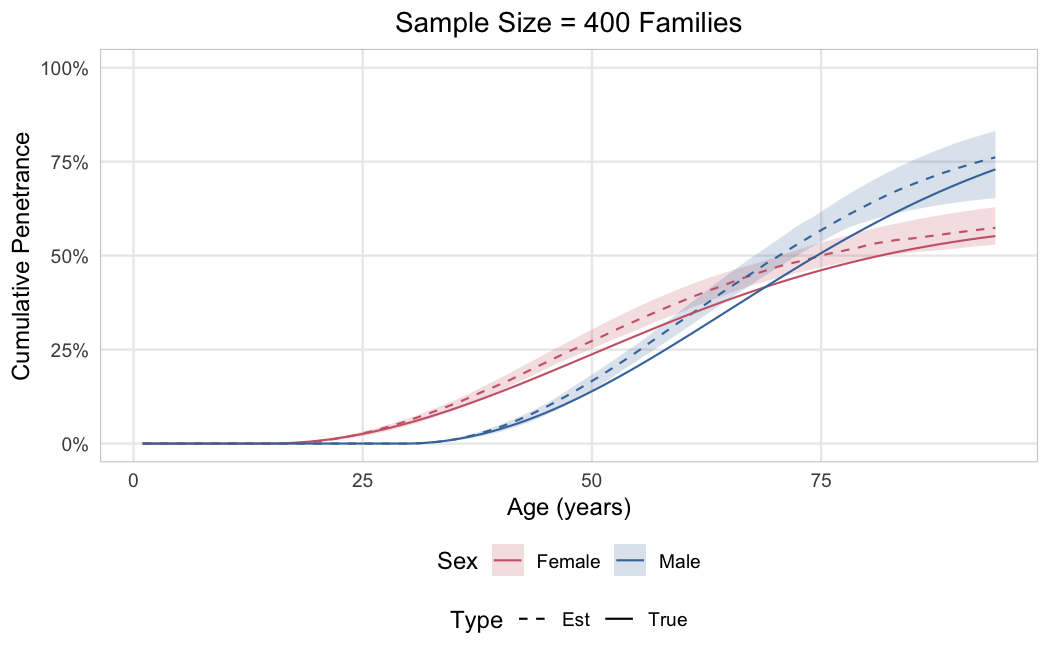 Sample Size = 400 Families
Cumulative Penetrance
100%
75%
50%
25%
0%
0 25 50 75
Age (years)
Sex Female Male
Type Est True